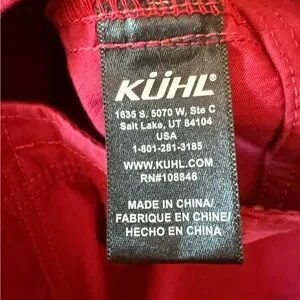 KÜHL®
1635 S. 5070 W, Ste C
Salt Lake, UT 84104
USA
1-801-281-3185
WWW.KUHL.COM
RN#108846
MADE IN CHINA/
FABRIQUE EN CHINE/
HECHO EN CHINA